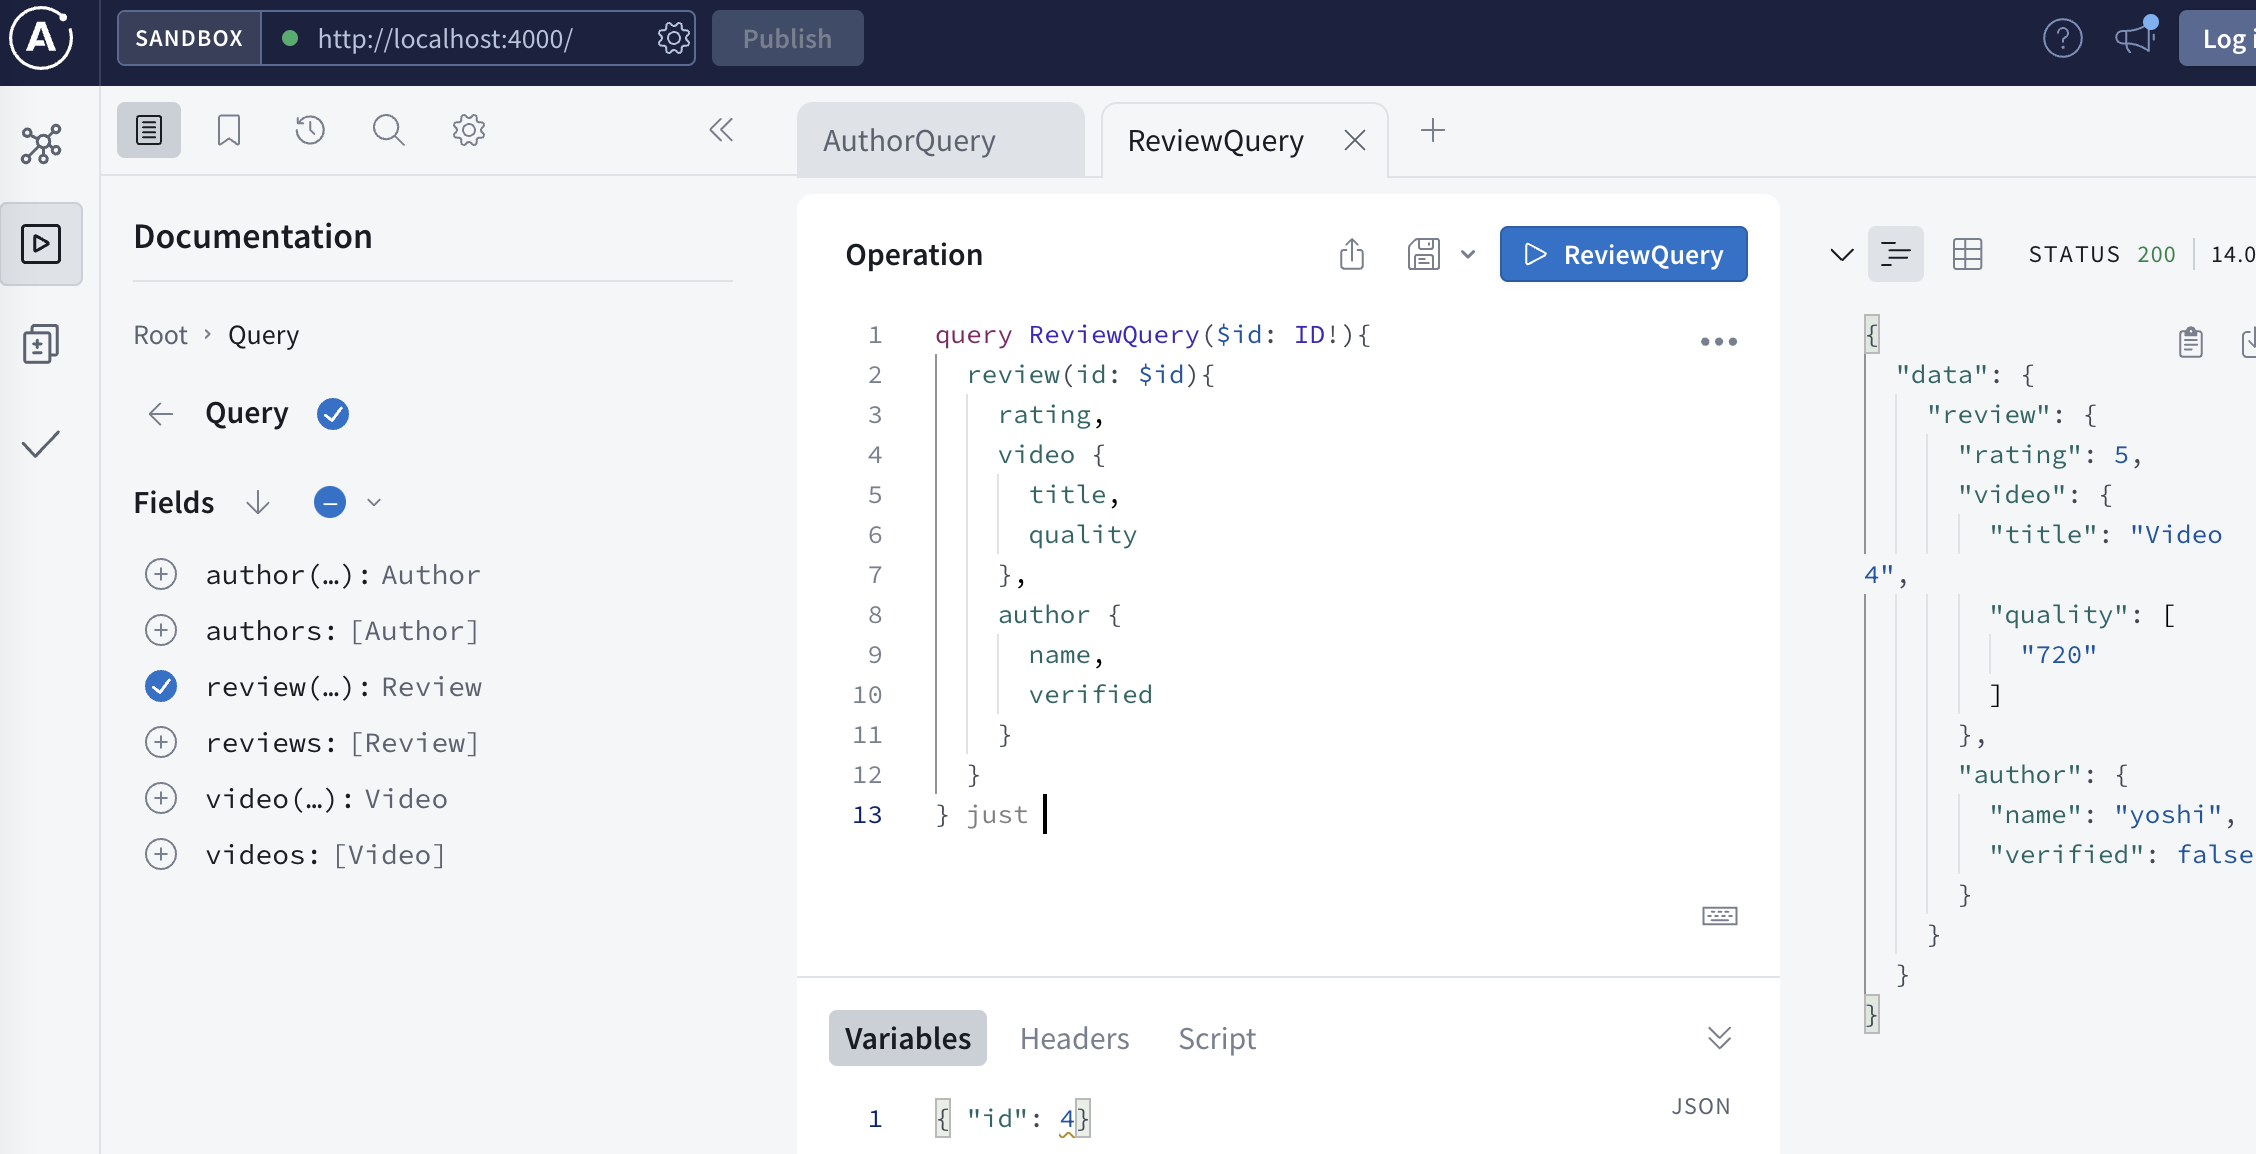 SANDBOX http://localhost:4000/ Publish
Log
AuthorQuery ReviewQuery
Documentation
Root › Query
Query
Fields
author(…): Author
authors: [Author]
review(…): Review
reviews: [Review]
video(…): Video
videos: [Video]
Operation ReviewQuery
1 query ReviewQuery($id: ID!){
2   review(id: $id){
3     rating,
4     video {
5       title,
6       quality
7     },
8     author {
9       name,
10       verified
11     }
12   }
13 } just
Variables Headers Script
JSON
1 { "id": 4}
STATUS 200 14.0
{
  "data": {
    "review": {
      "rating": 5,
      "video": {
        "title": "Video
4",
        "quality": [
          "720"
        ]
      },
      "author": {
        "name": "yoshi",
        "verified": false
      }
    }
  }
}